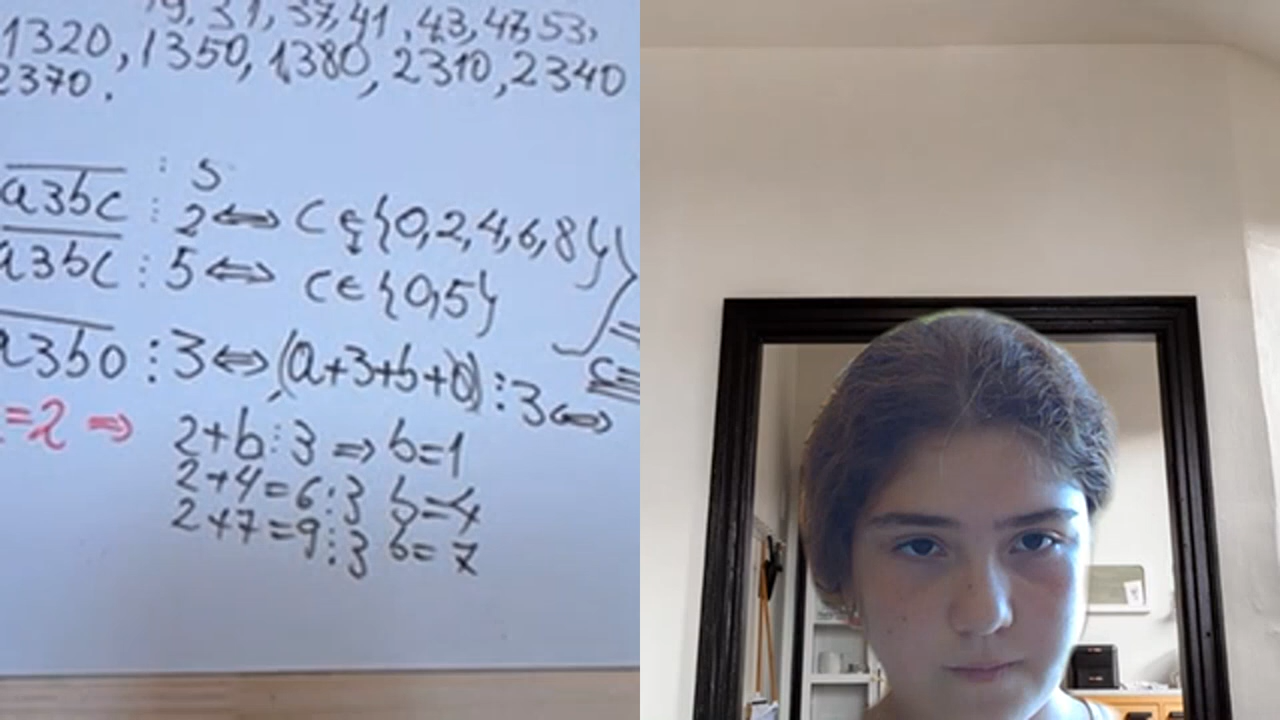 19, 31, 37, 41, 43, 47, 53,
1320, 1350, 1380, 2310, 2340
2370.
⋮ 5
a3bc ⋮ 2 ⇔ c ∈ {0, 2, 4, 6, 8}
a3bc ⋮ 5 ⇔ c ∈ {0, 5}
a3b0 ⋮ 3 ⇔ (a+3+b+0) ⋮ 3 ⇔
=2 ⇒ 2+b ⋮ 3 ⇒ b=1
2+4=6 ⋮ 3 b=4
2+7=9 ⋮ 3 b=7